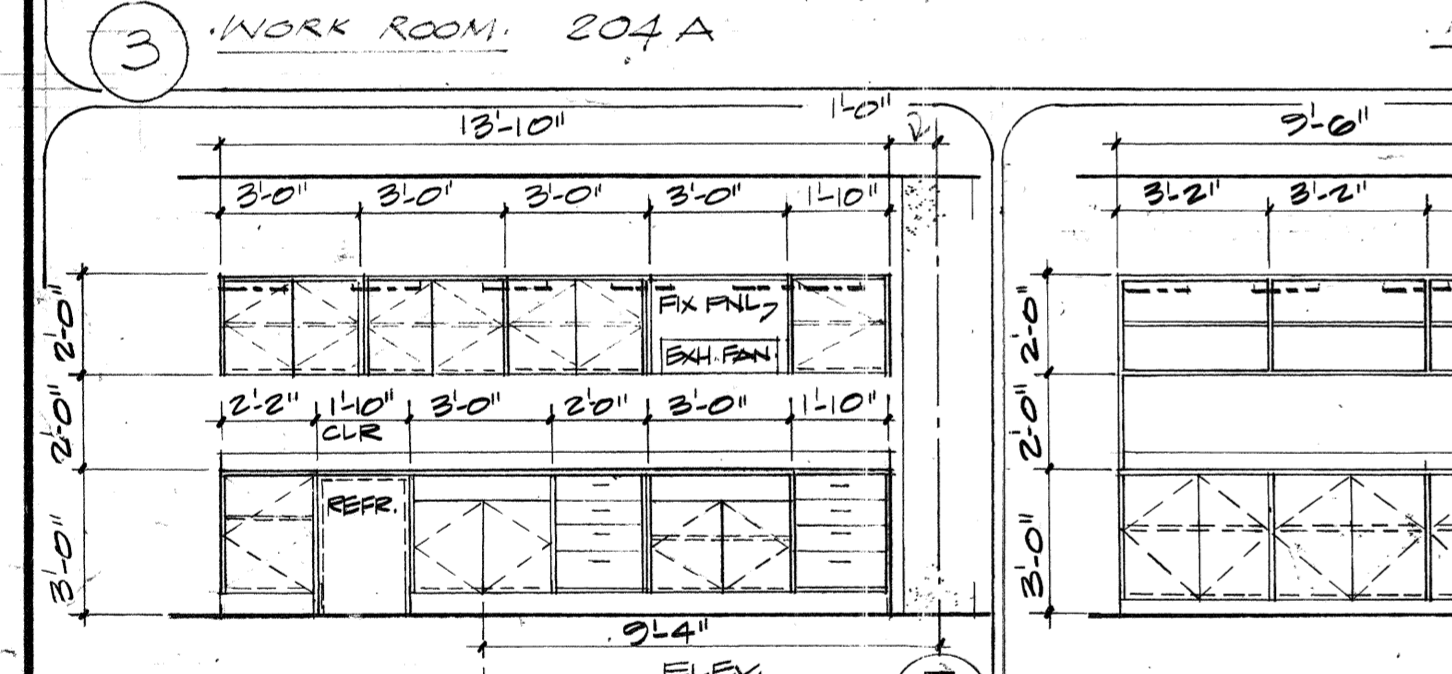 3 ·WORK ROOM. 204 A
13'-10" 1'-0" 9'-6"
3'-0" 3'-0" 3'-0" 3'-0" 1'-10" 3'-2" 3'-2"
2'-0" FIX PNL 2'-0"
EXH. FAN.
2'-0" 2'-2" 1'-10" 3'-0" 2'-0" 3'-0" 1'-10" 2'-0"
CLR
REFR.
3'-0" 3'-0"
9'-4"
ELEV.